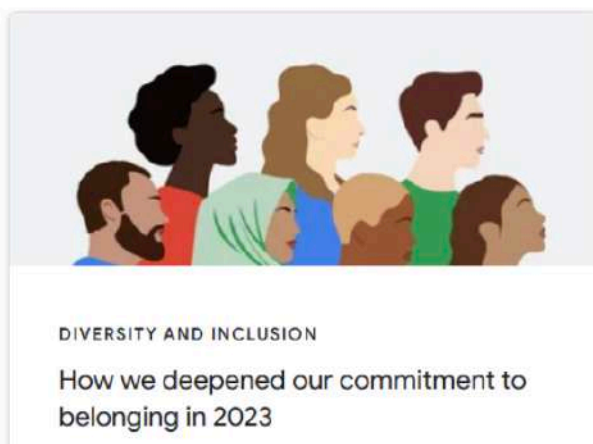 DIVERSITY AND INCLUSION
How we deepened our commitment to
belonging in 2023